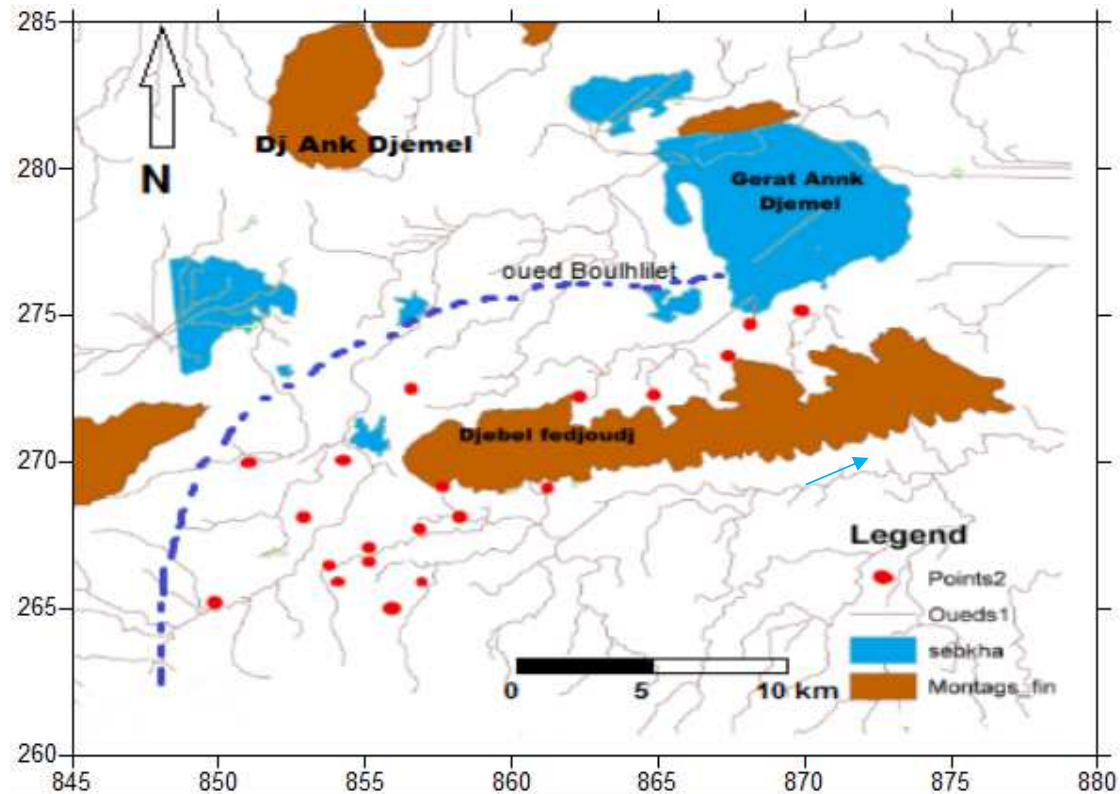 285
280
275
270
265
260
N
Dj Ank Djemel
Gerat Annk
Djemel
oued Boulhlilet
Djebel fedjoudj
Legend
Points2
Oueds1
sebkha
Montags_fin
0 5 10 km
845 850 855 860 865 870 875 880